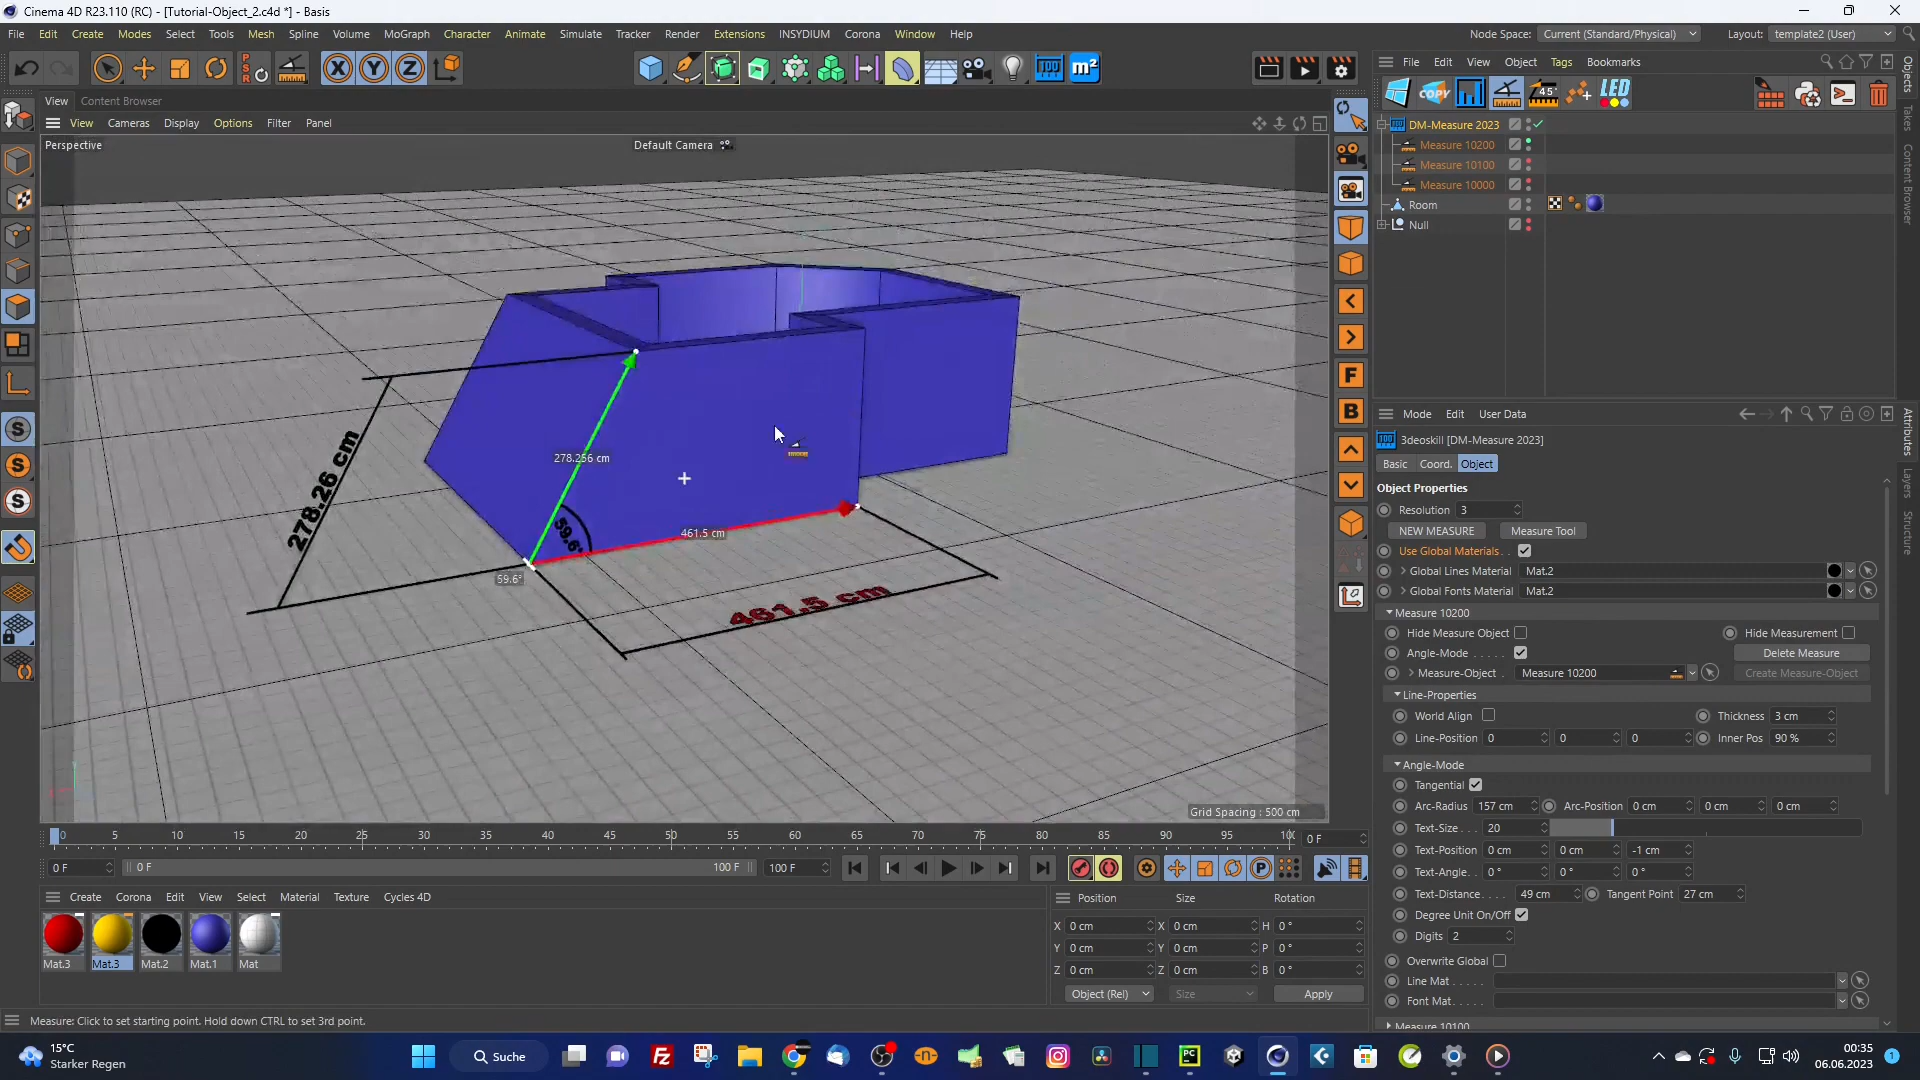 Cinema 4D R23.110 (RC) - [Tutorial-Object_2.c4d *] - Basis
File Edit Create Modes Select Tools Mesh Spline Volume MoGraph Character Animate Simulate Tracker Render Extensions INSYDIUM Corona Window Help
Node Space: Current (Standard/Physical) Layout: template2 (User)
PSR X Y Z 100 m²
File Edit View Object Tags Bookmarks
COPY 45 LED
View Content Browser
View Cameras Display Options Filter Panel
Perspective
Default Camera
DM-Measure 2023
Measure 10200
Measure 10100
Measure 10000
Room
Null
Objects
Takes
Content Browser
Attributes
Layers
Structure
F
B
S
S
S
278.26 cm
278.256 cm
59.6°
59.6°
461.5 cm
461.5 cm
Grid Spacing : 500 cm
Mode Edit User Data
3deoskill [DM-Measure 2023]
Basic Coord. Object
Object Properties
Resolution 3
NEW MEASURE Measure Tool
Use Global Materials. .
Global Lines Material Mat.2
Global Fonts Material Mat.2
Measure 10200
Hide Measure Object Hide Measurement
Angle-Mode . . . . . Delete Measure
Measure-Object . Measure 10200 Create Measure-Object
Line-Properties
World Align Thickness 3 cm
Line-Position 0 0 0 Inner Pos 90 %
Angle-Mode
Tangential
Arc-Radius 157 cm Arc-Position 0 cm 0 cm 0 cm
Text-Size . . . 20
Text-Position 0 cm 0 cm -1 cm
Text-Angle. . . 0 ° 0 ° 0 °
Text-Distance. . . . 49 cm Tangent Point 27 cm
Degree Unit On/Off
Digits 2
Overwrite Global
Line Mat . . . . .
Font Mat. . . . .
Measure 10100
0 5 10 15 20 25 30 35 40 45 50 55 60 65 70 75 80 85 90 95 100 0 F
0 F 0 F 100 F 100 F
Create Corona Edit View Select Material Texture Cycles 4D
Mat.3 Mat.3 Mat.2 Mat.1 Mat
Position Size Rotation
X 0 cm X 0 cm H 0 °
Y 0 cm Y 0 cm P 0 °
Z 0 cm Z 0 cm B 0 °
Object (Rel) Size Apply
Measure: Click to set starting point. Hold down CTRL to set 3rd point.
15°C
Starker Regen
Suche
00:35
06.06.2023